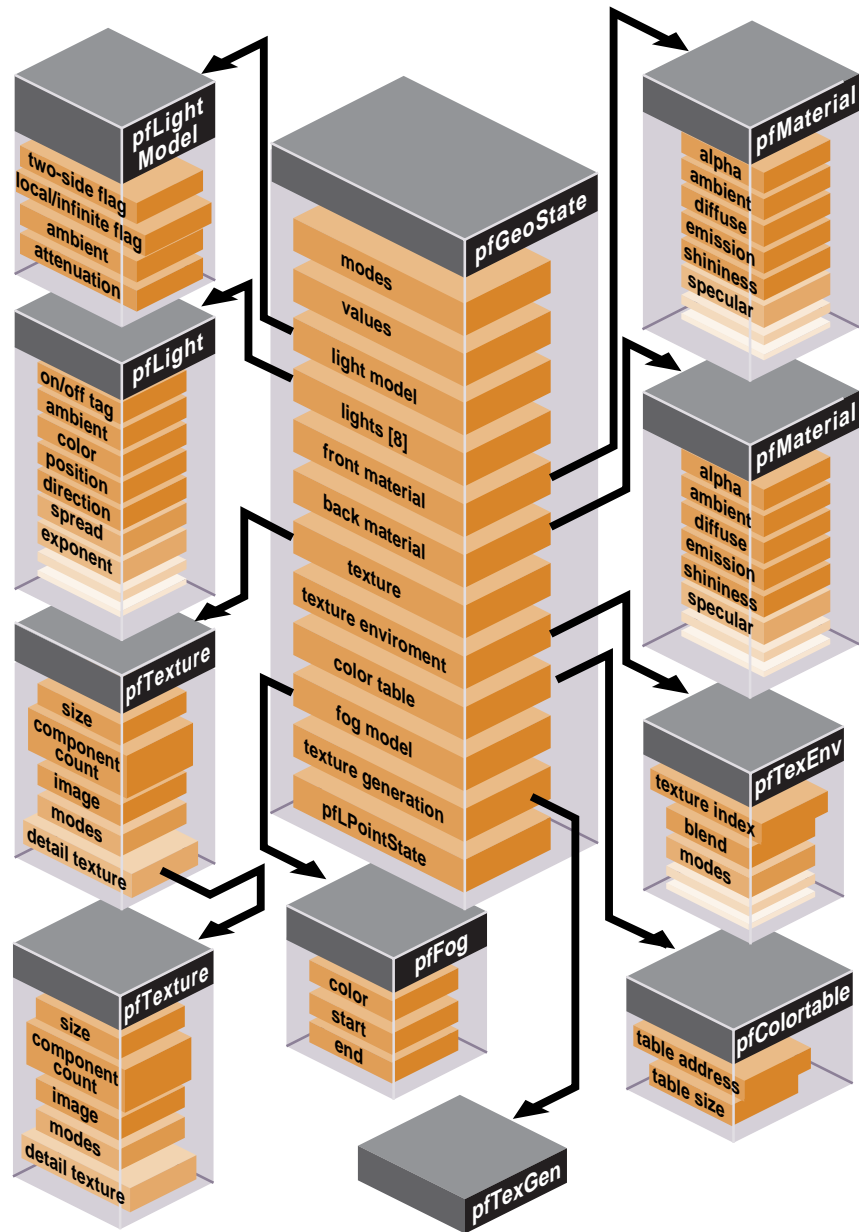 pfLight
Model
two-side flag
local/infinite flag
ambient
attenuation
pfLight
on/off tag
ambient
color
position
direction
spread
exponent
pfTexture
size
component
count
image
modes
detail texture
pfTexture
size
component
count
image
modes
detail texture
pfGeoState
modes
values
light model
lights [8]
front material
back material
texture
texture enviroment
color table
fog model
texture generation
pfLPointState
pfFog
color
start
end
pfTexGen
pfMaterial
alpha
ambient
diffuse
emission
shininess
specular
pfMaterial
alpha
ambient
diffuse
emission
shininess
specular
pfTexEnv
texture index
blend
modes
pfColortable
table address
table size